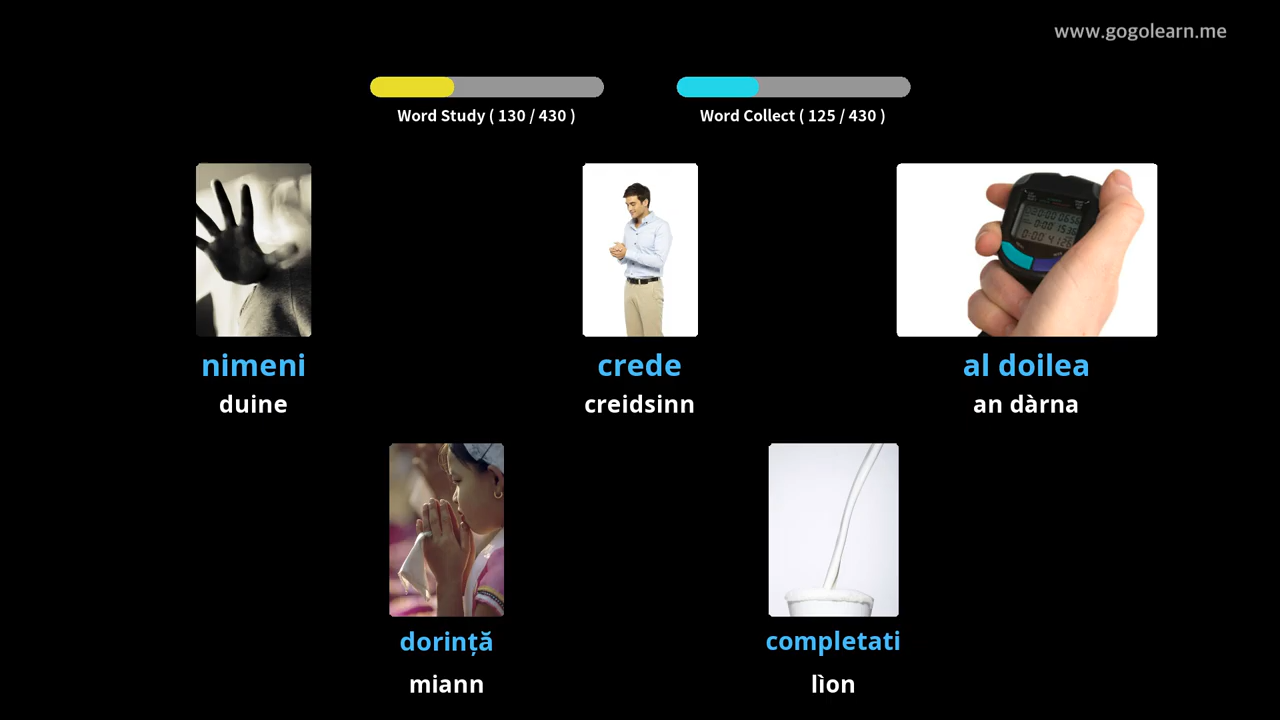 www.gogolearn.me
Word Study ( 130 / 430 )
Word Collect ( 125 / 430 )
nimeni
duine
crede
creidsinn
al doilea
an dàrna
dorință
miann
completati
lìon